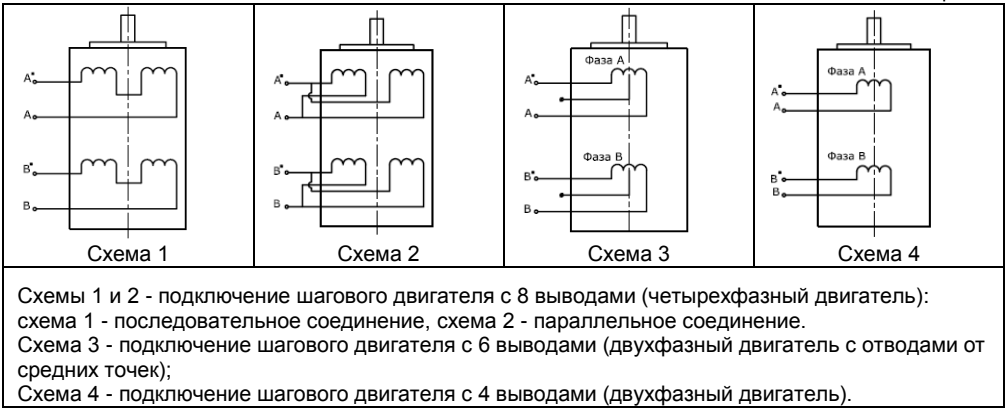 A*
A
B*
B
Схема 1
A*
A
B*
B
Схема 2
Фаза А
A*
A
Фаза В
B*
B
Схема 3
Фаза А
A*
A
Фаза В
B*
B
Схема 4
Схемы 1 и 2 - подключение шагового двигателя с 8 выводами (четырехфазный двигатель):
схема 1 - последовательное соединение, схема 2 - параллельное соединение.
Схема 3 - подключение шагового двигателя с 6 выводами (двухфазный двигатель с отводами от
средних точек);
Схема 4 - подключение шагового двигателя с 4 выводами (двухфазный двигатель).